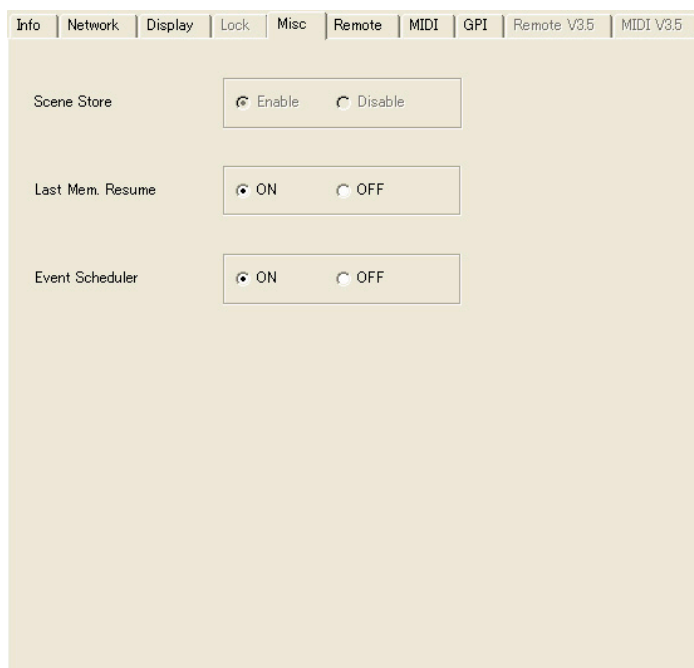 Info Network Display Lock Misc Remote MIDI GPI Remote V3.5 MIDI V3.5
Scene Store Enable Disable
Last Mem. Resume ON OFF
Event Scheduler ON OFF